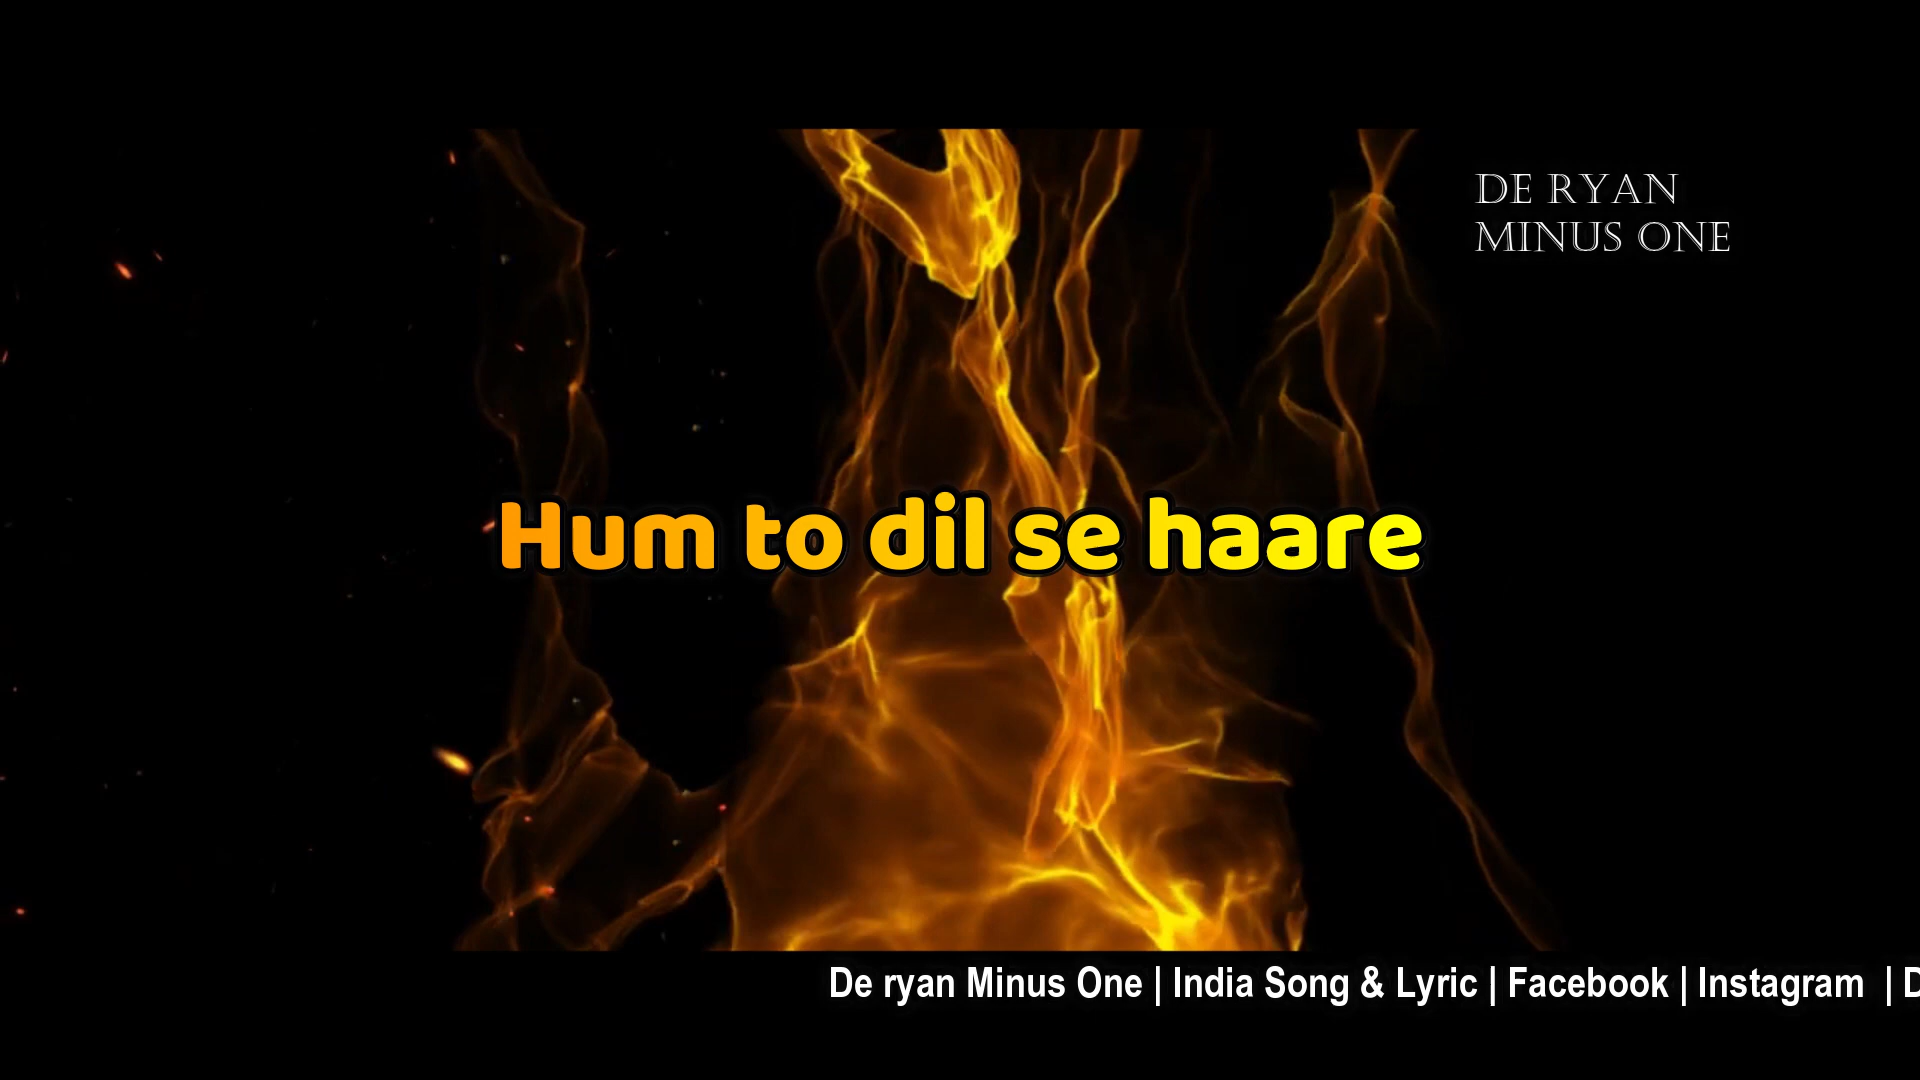 DE RYAN
MINUS ONE
Hum to dil se haare
De ryan Minus One | India Song & Lyric | Facebook | Instagram | D